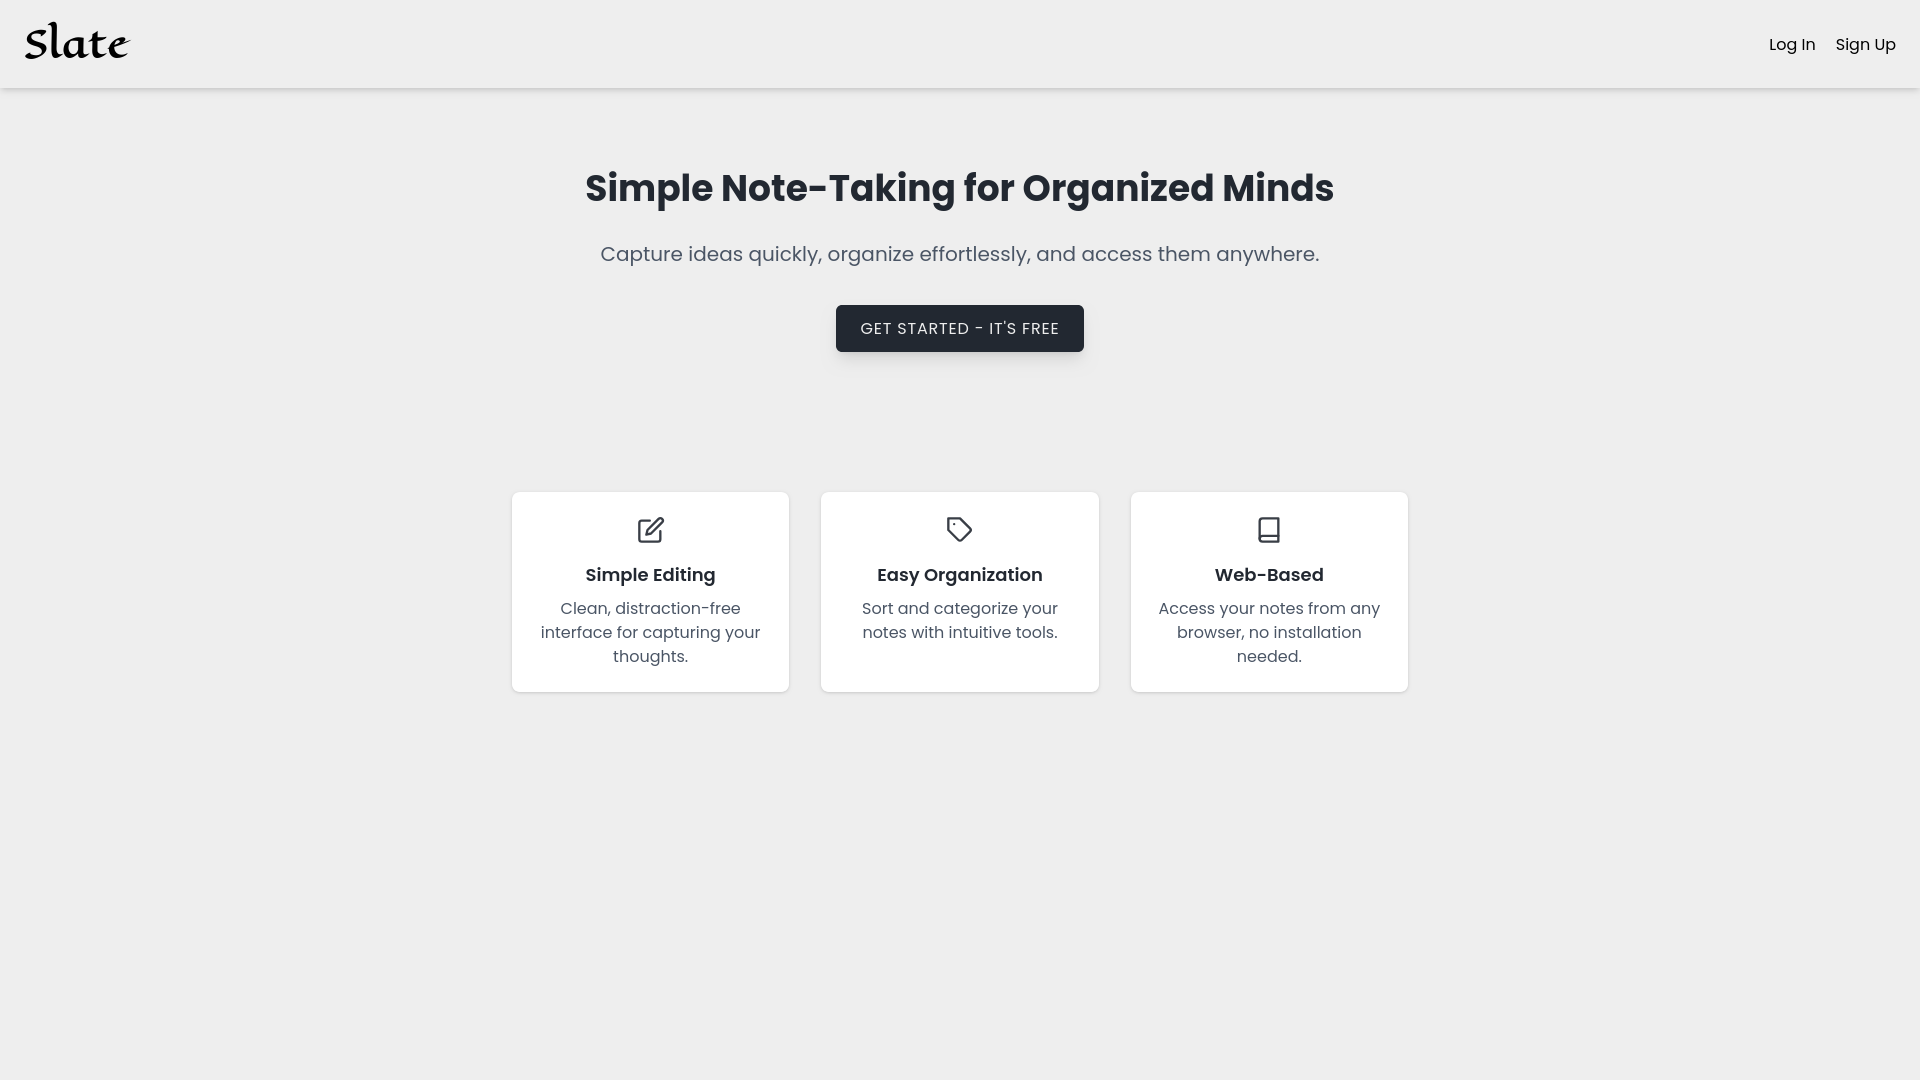 Slate
Log In
Sign Up
Simple Note-Taking for Organized Minds
Capture ideas quickly, organize effortlessly, and access them anywhere.
GET STARTED - IT'S FREE
Simple Editing
Clean, distraction-free
interface for capturing your
thoughts.
Easy Organization
Sort and categorize your
notes with intuitive tools.
Web-Based
Access your notes from any
browser, no installation
needed.